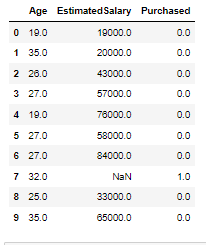 Age EstimatedSalary Purchased
0 19.0 19000.0 0.0
1 35.0 20000.0 0.0
2 26.0 43000.0 0.0
3 27.0 57000.0 0.0
4 19.0 76000.0 0.0
5 27.0 58000.0 0.0
6 27.0 84000.0 0.0
7 32.0 NaN 1.0
8 25.0 33000.0 0.0
9 35.0 65000.0 0.0